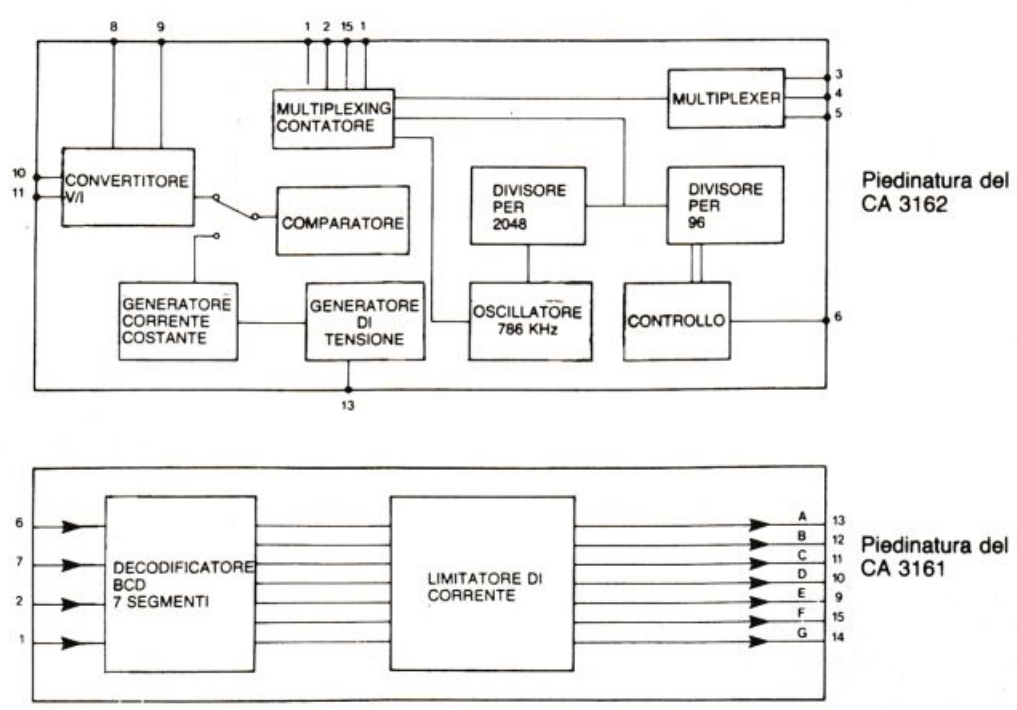 8 9 1 2 15 1
MULTIPLEXING
CONTATORE
MULTIPLEXER
3
4
5
10
11
CONVERTITORE
V/I
COMPARATORE
DIVISORE
PER
2048
DIVISORE
PER
96
Piedinatura del
CA 3162
GENERATORE
CORRENTE
COSTANTE
GENERATORE
DI
TENSIONE
OSCILLATORE
786 KHz
CONTROLLO
6
13
6
7
2
1
DECODIFICATORE
BCD
7 SEGMENTI
LIMITATORE DI
CORRENTE
A 13
B 12
C 11
D 10
E 9
F 15
G 14
Piedinatura del
CA 3161